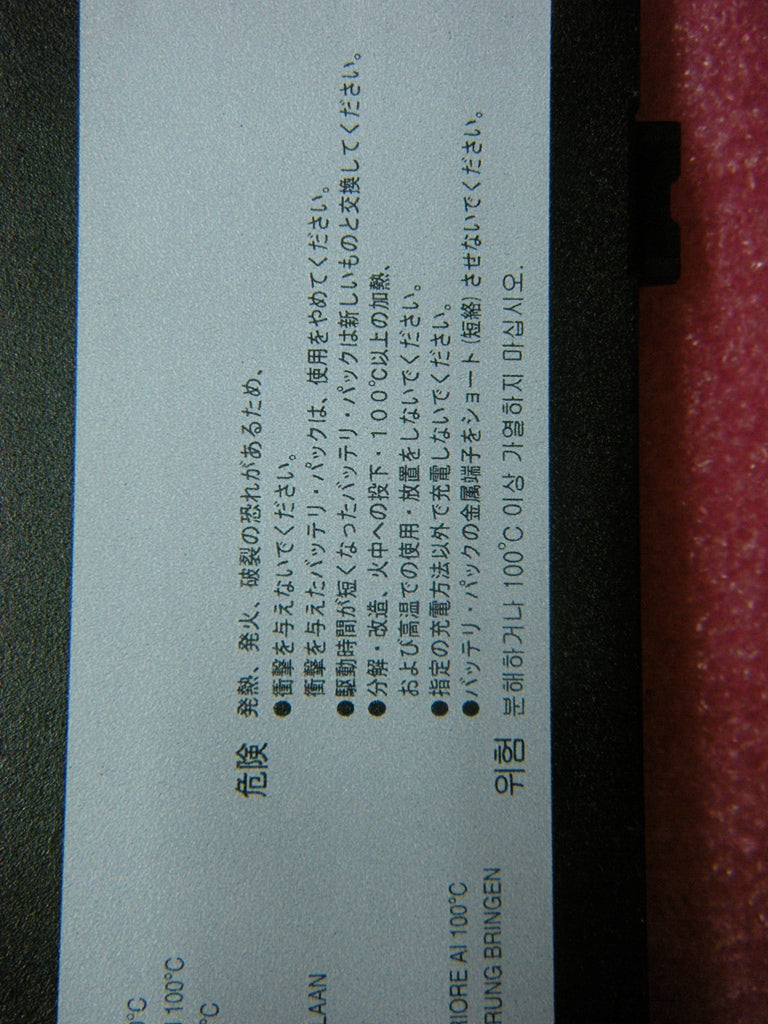 危険 発熱、発火、破裂の恐れがあるため、
●衝撃を与えないでください。
衝撃を与えたバッテリ・パックは、使用をやめてください。
●駆動時間が短くなったバッテリ・パックは新しいものと交換してください。
●分解・改造、火中への投下・100℃以上の加熱、
および高温での使用・放置をしないでください。
●指定の充電方法以外で充電しないでください。
●バッテリ・パックの金属端子をショート(短絡)させないでください。
위험 분해하거나 100℃ 이상 가열하지 마십시오.
°C
100°C
°C
LAAN
RIORE AI 100°C
RUNG BRINGEN